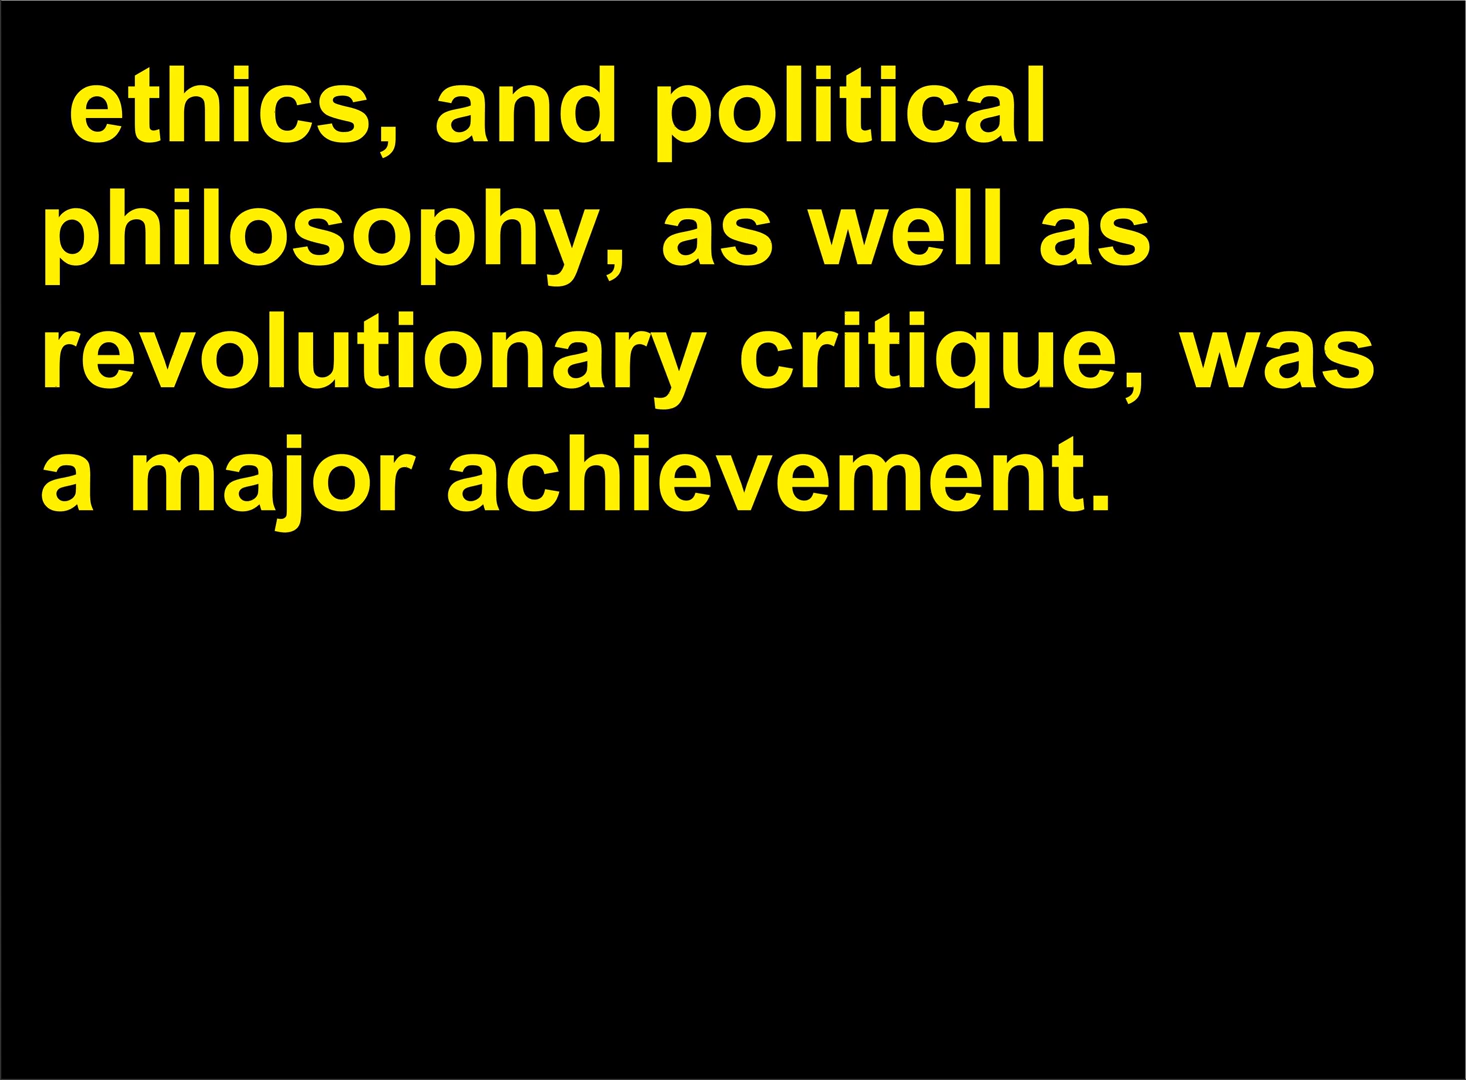 ethics, and political
philosophy, as well as
revolutionary critique, was
a major achievement.